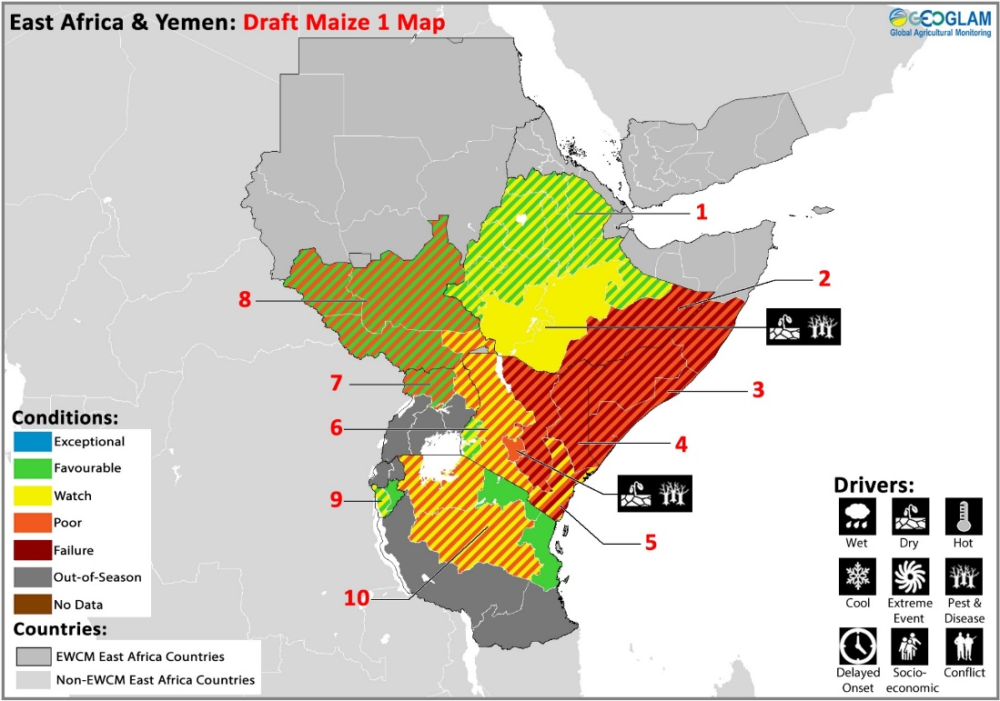 East Africa & Yemen: Draft Maize 1 Map
GEOGLAM
Global Agricultural Monitoring
1
2
8
7
3
6
4
9
5
10
Conditions:
Exceptional
Favourable
Watch
Poor
Failure
Out-of-Season
No Data
Countries:
EWCM East Africa Countries
Non-EWCM East Africa Countries
Drivers:
Wet
Dry
Hot
Cool
Extreme
Event
Pest &
Disease
Delayed
Onset
Socio-
economic
Conflict